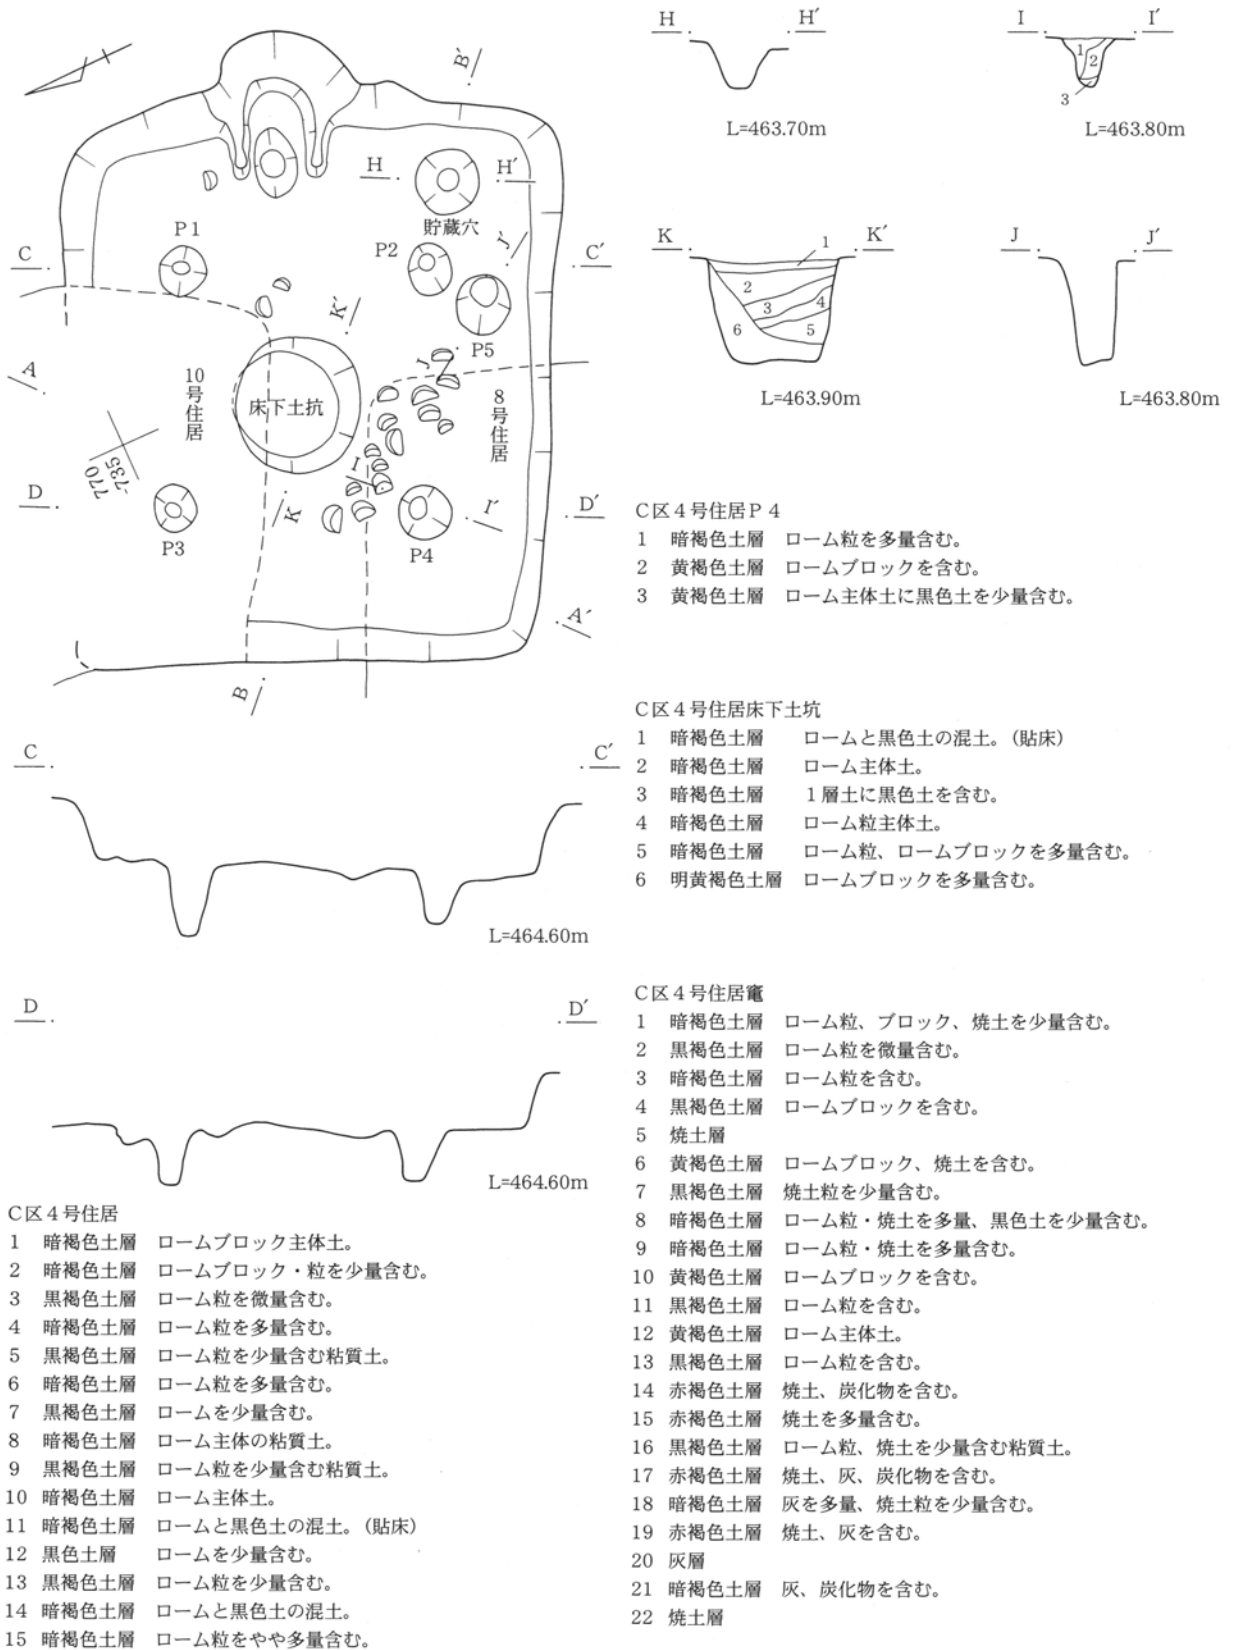 H H′
L=463.70m
I I′
1
2
3
L=463.80m
K K′
1
2
3
4
5
6
L=463.90m
J J′
L=463.80m
B′
H H′
貯蔵穴
P1
P2
J′
C C′
K′
P5
J
A
10号住居
床下土坑
8号住居
770
-735
I
D D′
P3
K
I′
P4
A′
B
C C′
L=464.60m
D D′
L=464.60m
C区4号住居
1 暗褐色土層 ロームブロック主体土。
2 暗褐色土層 ロームブロック・粒を少量含む。
3 黒褐色土層 ローム粒を微量含む。
4 暗褐色土層 ローム粒を多量含む。
5 黒褐色土層 ローム粒を少量含む粘質土。
6 暗褐色土層 ローム粒を多量含む。
7 黒褐色土層 ロームを少量含む。
8 暗褐色土層 ローム主体の粘質土。
9 黒褐色土層 ローム粒を少量含む粘質土。
10 暗褐色土層 ローム主体土。
11 暗褐色土層 ロームと黒色土の混土。(貼床)
12 黒色土層 ロームを少量含む。
13 黒褐色土層 ローム粒を少量含む。
14 暗褐色土層 ロームと黒色土の混土。
15 暗褐色土層 ローム粒をやや多量含む。
C区4号住居P4
1 暗褐色土層 ローム粒を多量含む。
2 黄褐色土層 ロームブロックを含む。
3 黄褐色土層 ローム主体土に黒色土を少量含む。
C区4号住居床下土坑
1 暗褐色土層 ロームと黒色土の混土。(貼床)
2 暗褐色土層 ローム主体土。
3 暗褐色土層 1層土に黒色土を含む。
4 暗褐色土層 ローム粒主体土。
5 暗褐色土層 ローム粒、ロームブロックを多量含む。
6 明黄褐色土層 ロームブロックを多量含む。
C区4号住居竈
1 暗褐色土層 ローム粒、ブロック、焼土を少量含む。
2 黒褐色土層 ローム粒を微量含む。
3 暗褐色土層 ローム粒を含む。
4 黒褐色土層 ロームブロックを含む。
5 焼土層
6 黄褐色土層 ロームブロック、焼土を含む。
7 黒褐色土層 焼土粒を少量含む。
8 暗褐色土層 ローム粒・焼土を多量、黒色土を少量含む。
9 暗褐色土層 ローム粒・焼土を多量含む。
10 黄褐色土層 ロームブロックを含む。
11 黒褐色土層 ローム粒を含む。
12 黄褐色土層 ローム主体土。
13 黒褐色土層 ローム粒を含む。
14 赤褐色土層 焼土、炭化物を含む。
15 赤褐色土層 焼土を多量含む。
16 黒褐色土層 ローム粒、焼土を少量含む粘質土。
17 赤褐色土層 焼土、灰、炭化物を含む。
18 暗褐色土層 灰を多量、焼土粒を少量含む。
19 赤褐色土層 焼土、灰を含む。
20 灰層
21 暗褐色土層 灰、炭化物を含む。
22 焼土層